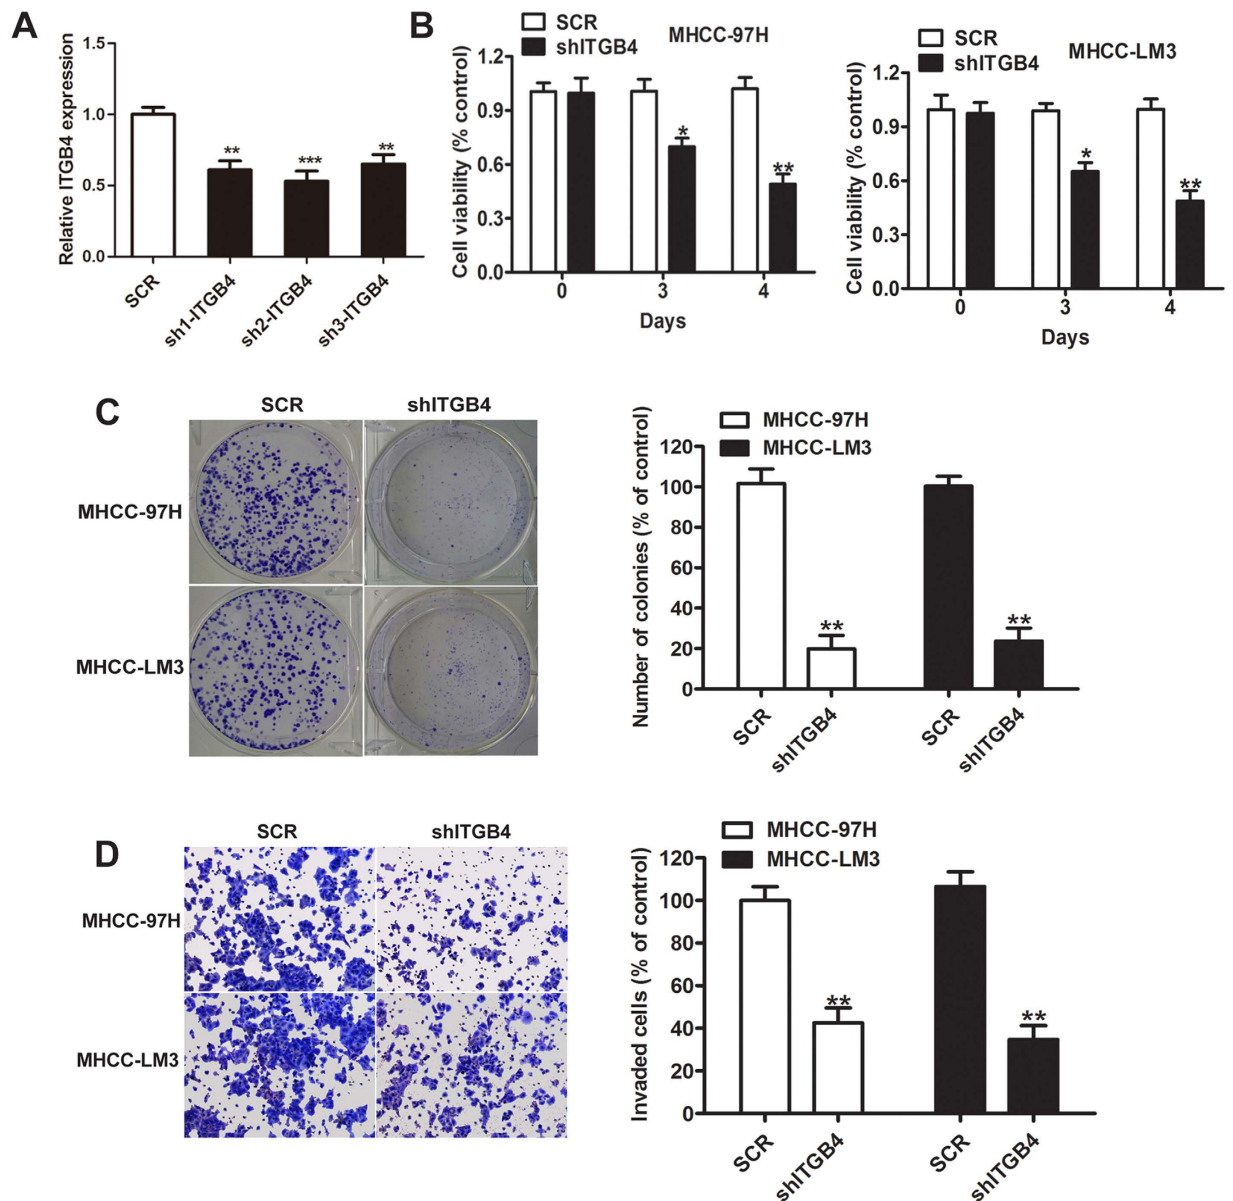 A
Relative ITGB4 expression
1.5
1.0
0.5
0.0
**
***
**
SCR
sh1-ITGB4
sh2-ITGB4
sh3-ITGB4
B
SCR
shITGB4
MHCC-97H
Cell viability (% control)
1.2
0.9
0.6
0.3
0.0
*
**
0
3
4
Days
SCR
shITGB4
MHCC-LM3
Cell viability (% control)
1.2
0.9
0.6
0.3
0.0
*
**
0
3
4
Days
C
SCR
shITGB4
MHCC-97H
MHCC-LM3
MHCC-97H
MHCC-LM3
Number of colonies (% of control)
120
100
80
60
40
20
0
**
**
SCR
shITGB4
SCR
shITGB4
D
SCR
shITGB4
MHCC-97H
MHCC-LM3
MHCC-97H
MHCC-LM3
Invaded cells (% of control)
120
100
80
60
40
20
0
**
**
SCR
shITGB4
SCR
shITGB4